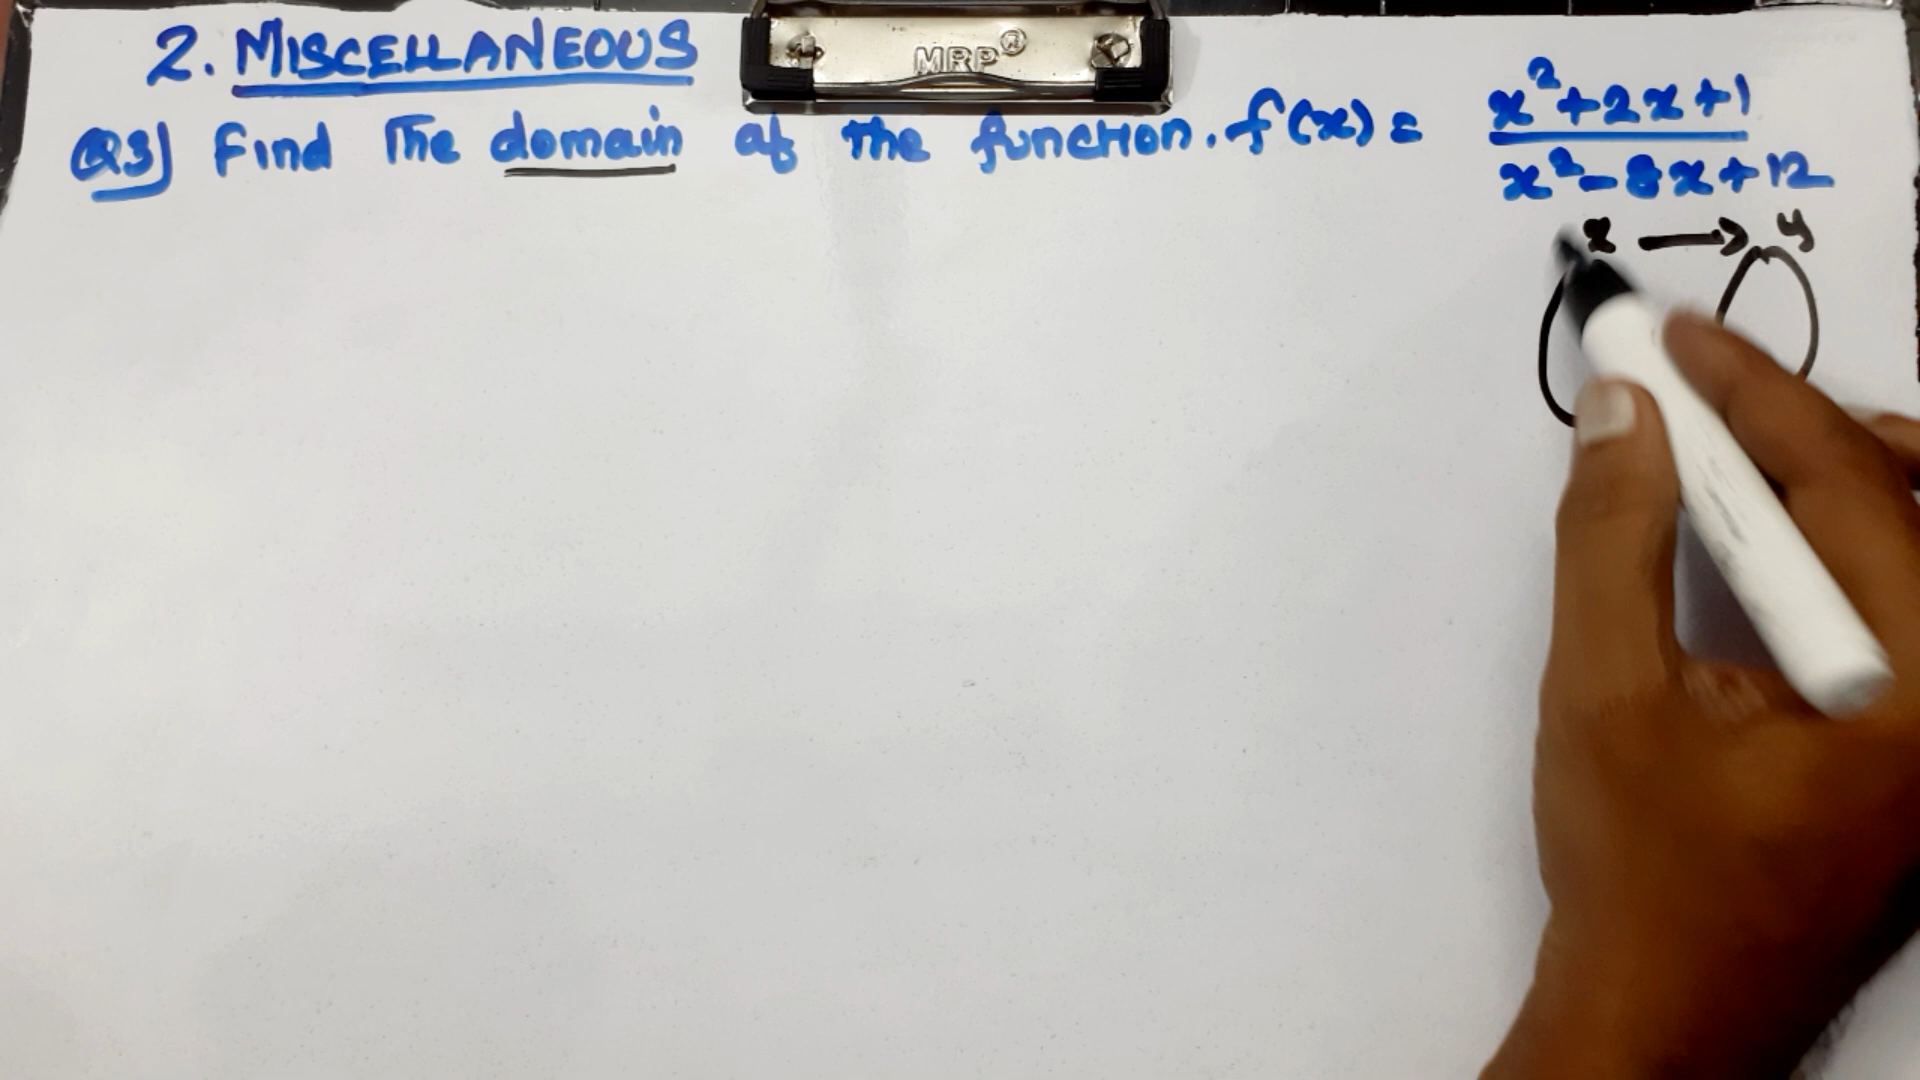 2. MISCELLANEOUS
MRP®
Q3] Find The domain of the function. f(x) = x²+2x+1
x²-8x+12
x → y